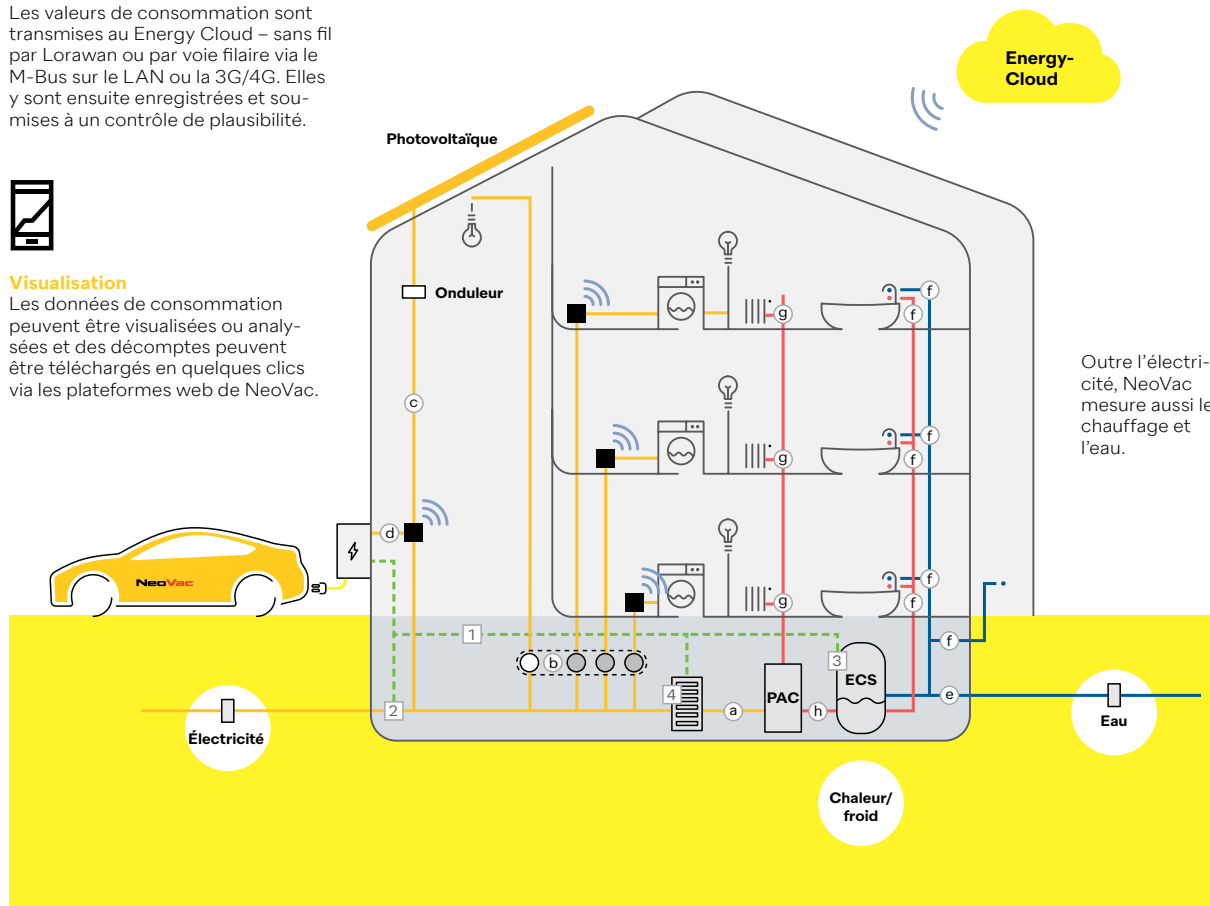 Les valeurs de consommation sont
transmises au Energy Cloud – sans fil
par Lorawan ou par voie filaire via le
M-Bus sur le LAN ou la 3G/4G. Elles
y sont ensuite enregistrées et sou-
mises à un contrôle de plausibilité.
Energy-
Cloud
Photovoltaïque
Visualisation
Les données de consommation
peuvent être visualisées ou analy-
sées et des décomptes peuvent
être téléchargés en quelques clics
via les plateformes web de NeoVac.
Onduleur
f
g
f
Outre l'électri-
cité, NeoVac
mesure aussi le
chauffage et
l'eau.
c
f
g
f
d
NeoVac
f
g
f
1
f
b
3
4
ECS
PAC
2
a
h
e
Électricité
Eau
Chaleur/
froid